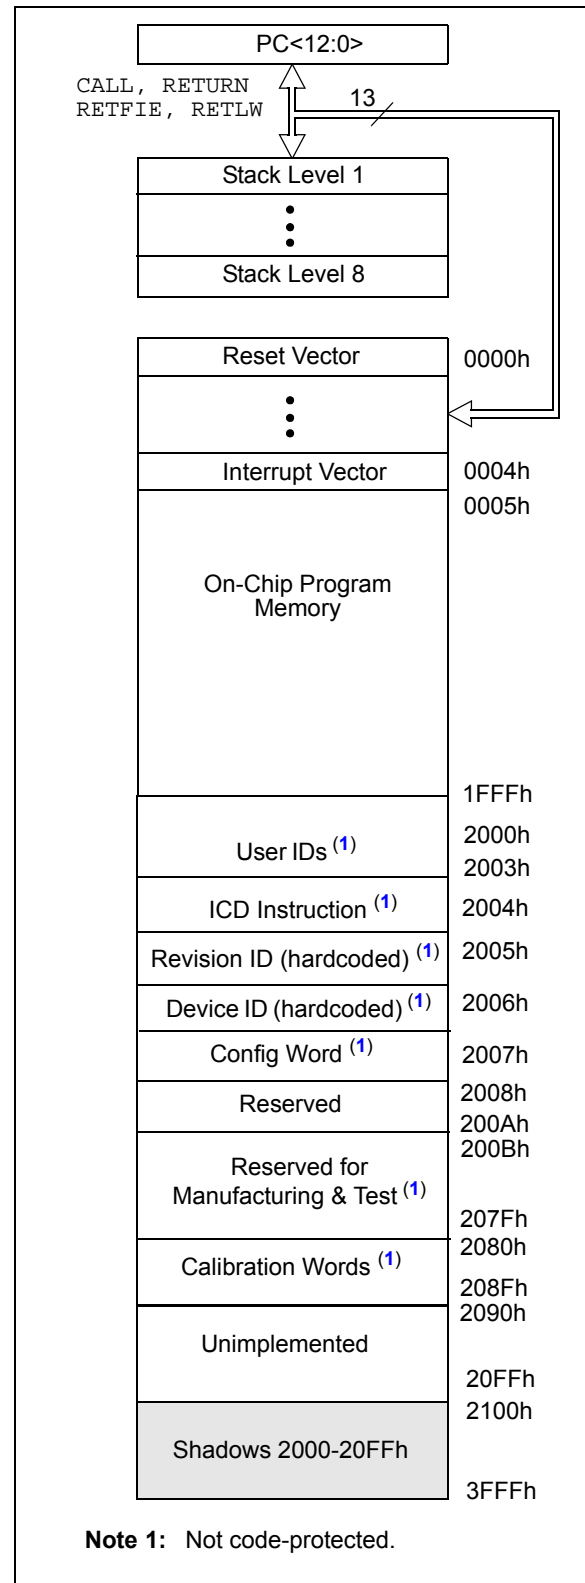 PC<12:0>
CALL, RETURN
RETFIE, RETLW
13
Stack Level 1
Stack Level 8
Reset Vector
0000h
Interrupt Vector
0004h
0005h
On-Chip Program
Memory
1FFFh
User IDs (1)
2000h
2003h
ICD Instruction (1)
2004h
Revision ID (hardcoded) (1)
2005h
Device ID (hardcoded) (1)
2006h
Config Word (1)
2007h
Reserved
2008h
200Ah
200Bh
Reserved for
Manufacturing & Test (1)
207Fh
2080h
Calibration Words (1)
208Fh
2090h
Unimplemented
20FFh
2100h
Shadows 2000-20FFh
3FFFh
Note 1: Not code-protected.